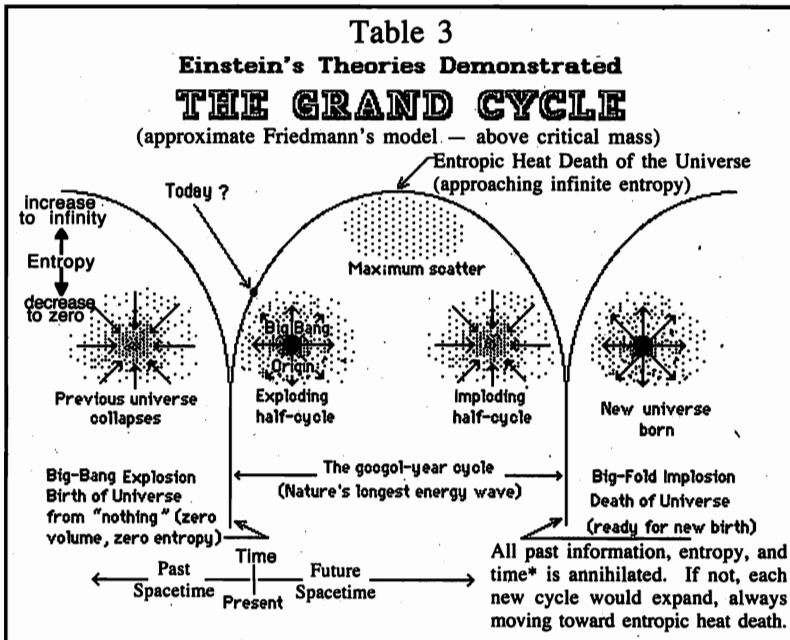 Table 3
Einstein's Theories Demonstrated
THE GRAND CYCLE
(approximate Friedmann's model — above critical mass)
Entropic Heat Death of the Universe
(approaching infinite entropy)
Today ?
increase
to infinity
Entropy
decrease
to zero
Maximum scatter
Big Bang
Origin
Previous universe
collapses
Exploding
half-cycle
Imploding
half-cycle
New universe
born
Big-Bang Explosion
Birth of Universe
from "nothing" (zero
volume, zero entropy)
The googol-year cycle
(Nature's longest energy wave)
Big-Fold Implosion
Death of Universe
(ready for new birth)
Time
Past
Spacetime
Future
Spacetime
Present
All past information, entropy, and
time* is annihilated. If not, each
new cycle would expand, always
moving toward entropic heat death.